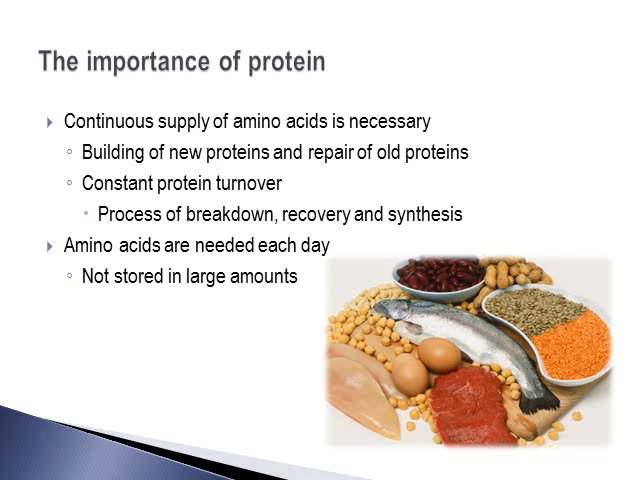 The importance of protein
Continuous supply of amino acids is necessary
Building of new proteins and repair of old proteins
Constant protein turnover
Process of breakdown, recovery and synthesis
Amino acids are needed each day
Not stored in large amounts